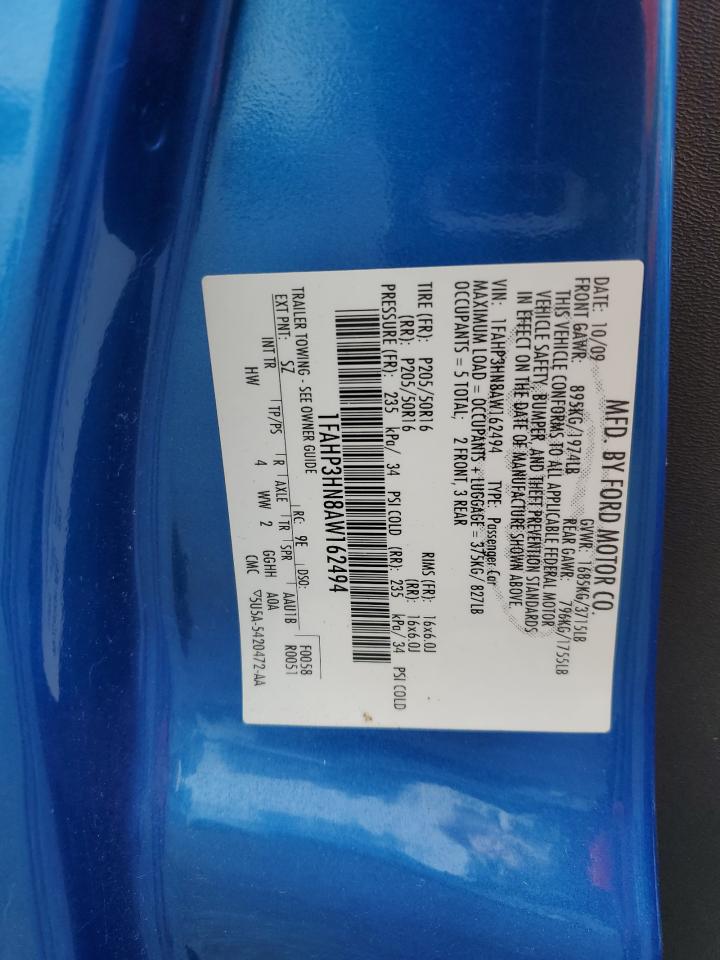 MFD. BY FORD MOTOR CO.
DATE: 10/09 GVWR: 1685KG/3715LB
FRONT GAWR: 895KG/1974LB REAR GAWR: 796KG/1755LB
THIS VEHICLE CONFORMS TO ALL APPLICABLE FEDERAL MOTOR
VEHICLE SAFETY, BUMPER, AND THEFT PREVENTION STANDARDS
IN EFFECT ON THE DATE OF MANUFACTURE SHOWN ABOVE.
VIN: 1FAHP3HN8AW162494 TYPE: Passenger Car
MAXIMUM LOAD = OCCUPANTS + LUGGAGE = 375KG/ 827LB
OCCUPANTS = 5 TOTAL; 2 FRONT, 3 REAR
TIRE (FR): P205/50R16 RIMS (FR): 16x6.0J
(RR): P205/50R16 (RR): 16x6.0J
PRESSURE (FR): 235 kPa/ 34 PSI COLD (RR): 235 kPa/ 34 PSI COLD
1FAHP3HN8AW162494
TRAILER TOWING - SEE OWNER GUIDE F0058
EXT PNT: SZ RC: 9E DSO: R0051
INT TR TP/PS R AXLE TR SPR AAU1B
HW 4 WW 2 GGHH A0A
CMC ▽5U5A-5420472-AA